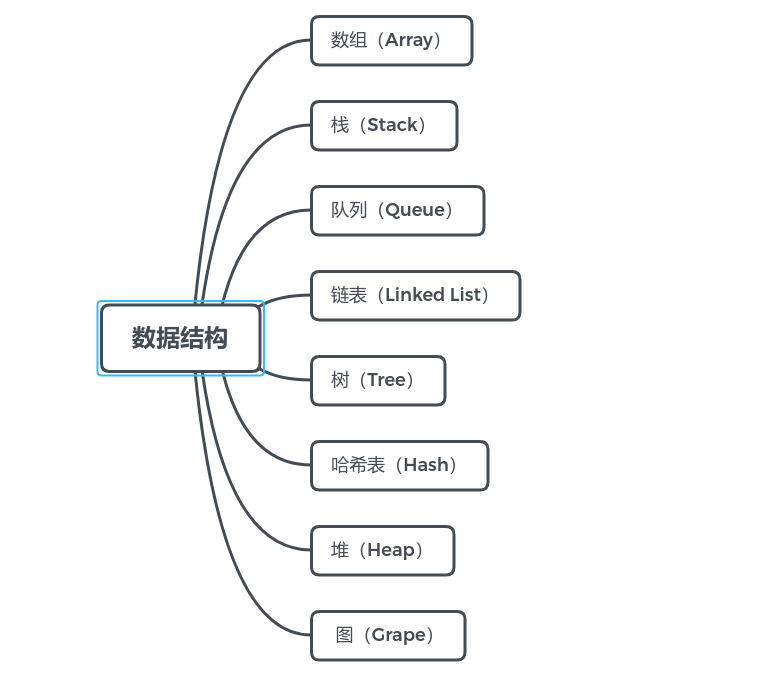 数组（Array）
栈（Stack）
队列（Queue）
链表（Linked List）
数据结构
树（Tree）
哈希表（Hash）
堆（Heap）
图（Grape）